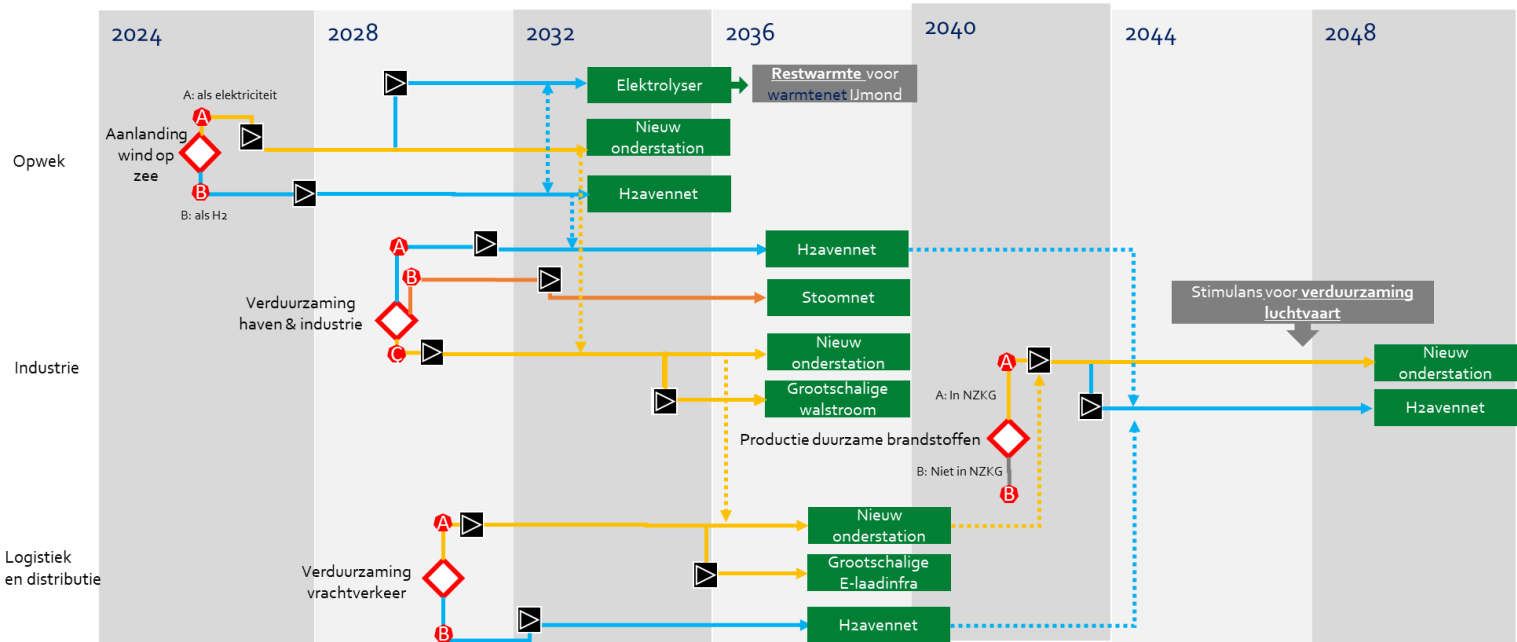 2024
2028
2032
2036
2040
2044
2048
Opwek
A: als elektriciteit
A
Aanlanding
wind op
zee
B
B: als H2
Elektrolyser
Restwarmte voor
warmtenet IJmond
Nieuw
onderstation
H2avennet
Industrie
A
B
Verduurzaming
haven & industrie
C
H2avennet
Stoomnet
Nieuw
onderstation
Grootschalige
walstroom
Stimulans voor verduurzaming
luchtvaart
A
A: In NZKG
Productie duurzame brandstoffen
B: Niet in NZKG
B
Nieuw
onderstation
H2avennet
Logistiek
en distributie
A
Verduurzaming
vrachtverkeer
B
Nieuw
onderstation
Grootschalige
E-laadinfra
H2avennet